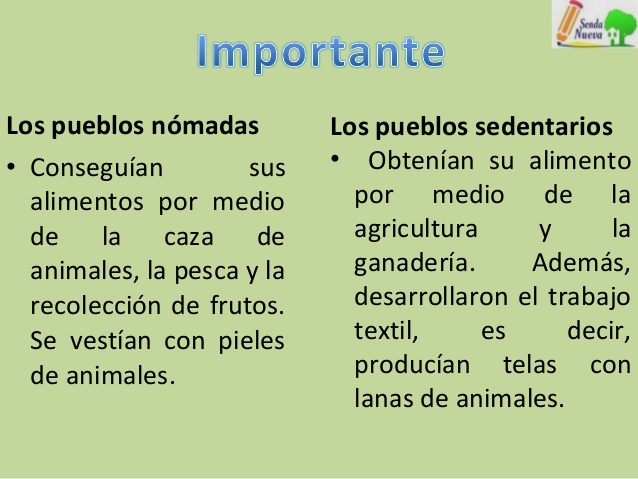 Senda
Nueva
Importante
Los pueblos nómadas
• Conseguían sus
alimentos por medio
de la caza de
animales, la pesca y la
recolección de frutos.
Se vestían con pieles
de animales.
Los pueblos sedentarios
• Obtenían su alimento
por medio de la
agricultura y la
ganadería. Además,
desarrollaron el trabajo
textil, es decir,
producían telas con
lanas de animales.